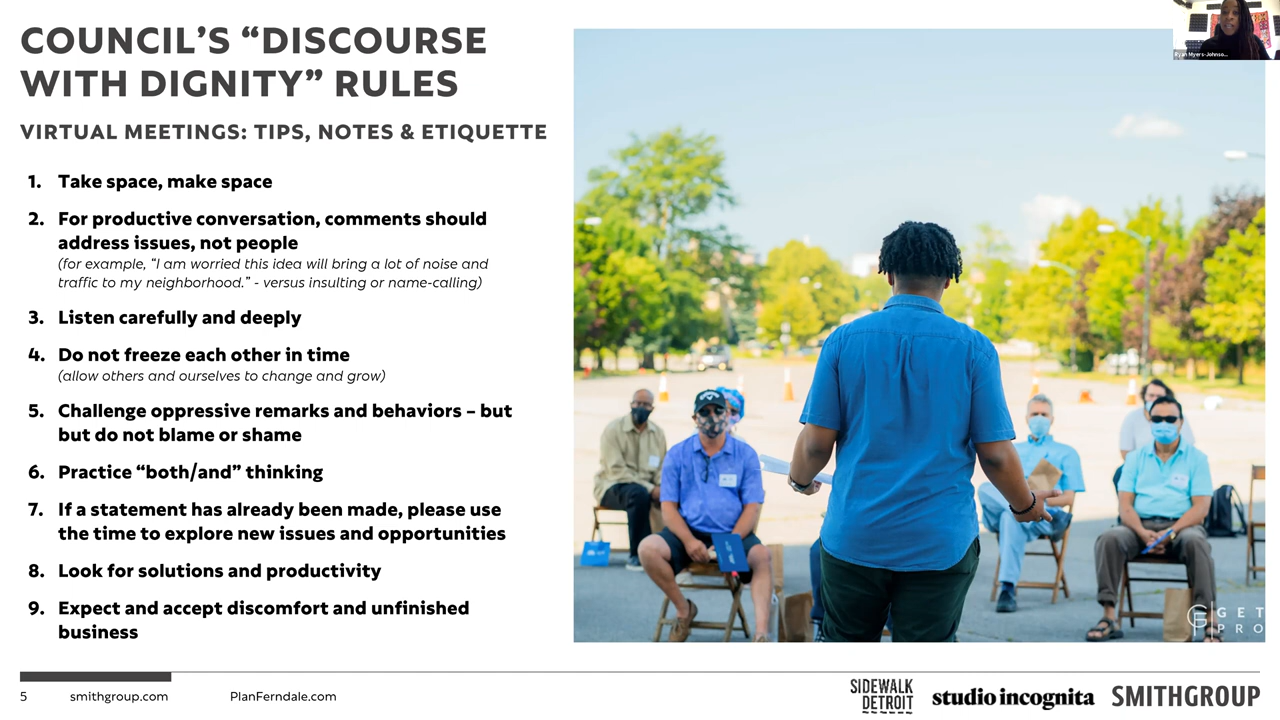 COUNCIL’S “DISCOURSE
WITH DIGNITY” RULES
VIRTUAL MEETINGS: TIPS, NOTES & ETIQUETTE
1. Take space, make space
2. For productive conversation, comments should
address issues, not people
(for example, “I am worried this idea will bring a lot of noise and
traffic to my neighborhood.” - versus insulting or name-calling)
3. Listen carefully and deeply
4. Do not freeze each other in time
(allow others and ourselves to change and grow)
5. Challenge oppressive remarks and behaviors – but
but do not blame or shame
6. Practice “both/and” thinking
7. If a statement has already been made, please use
the time to explore new issues and opportunities
8. Look for solutions and productivity
9. Expect and accept discomfort and unfinished
business
Ryan Myers-Johnso...
GET
PRO
5 smithgroup.com PlanFerndale.com
SIDEWALK
DETROIT
studio incognita
SMITHGROUP